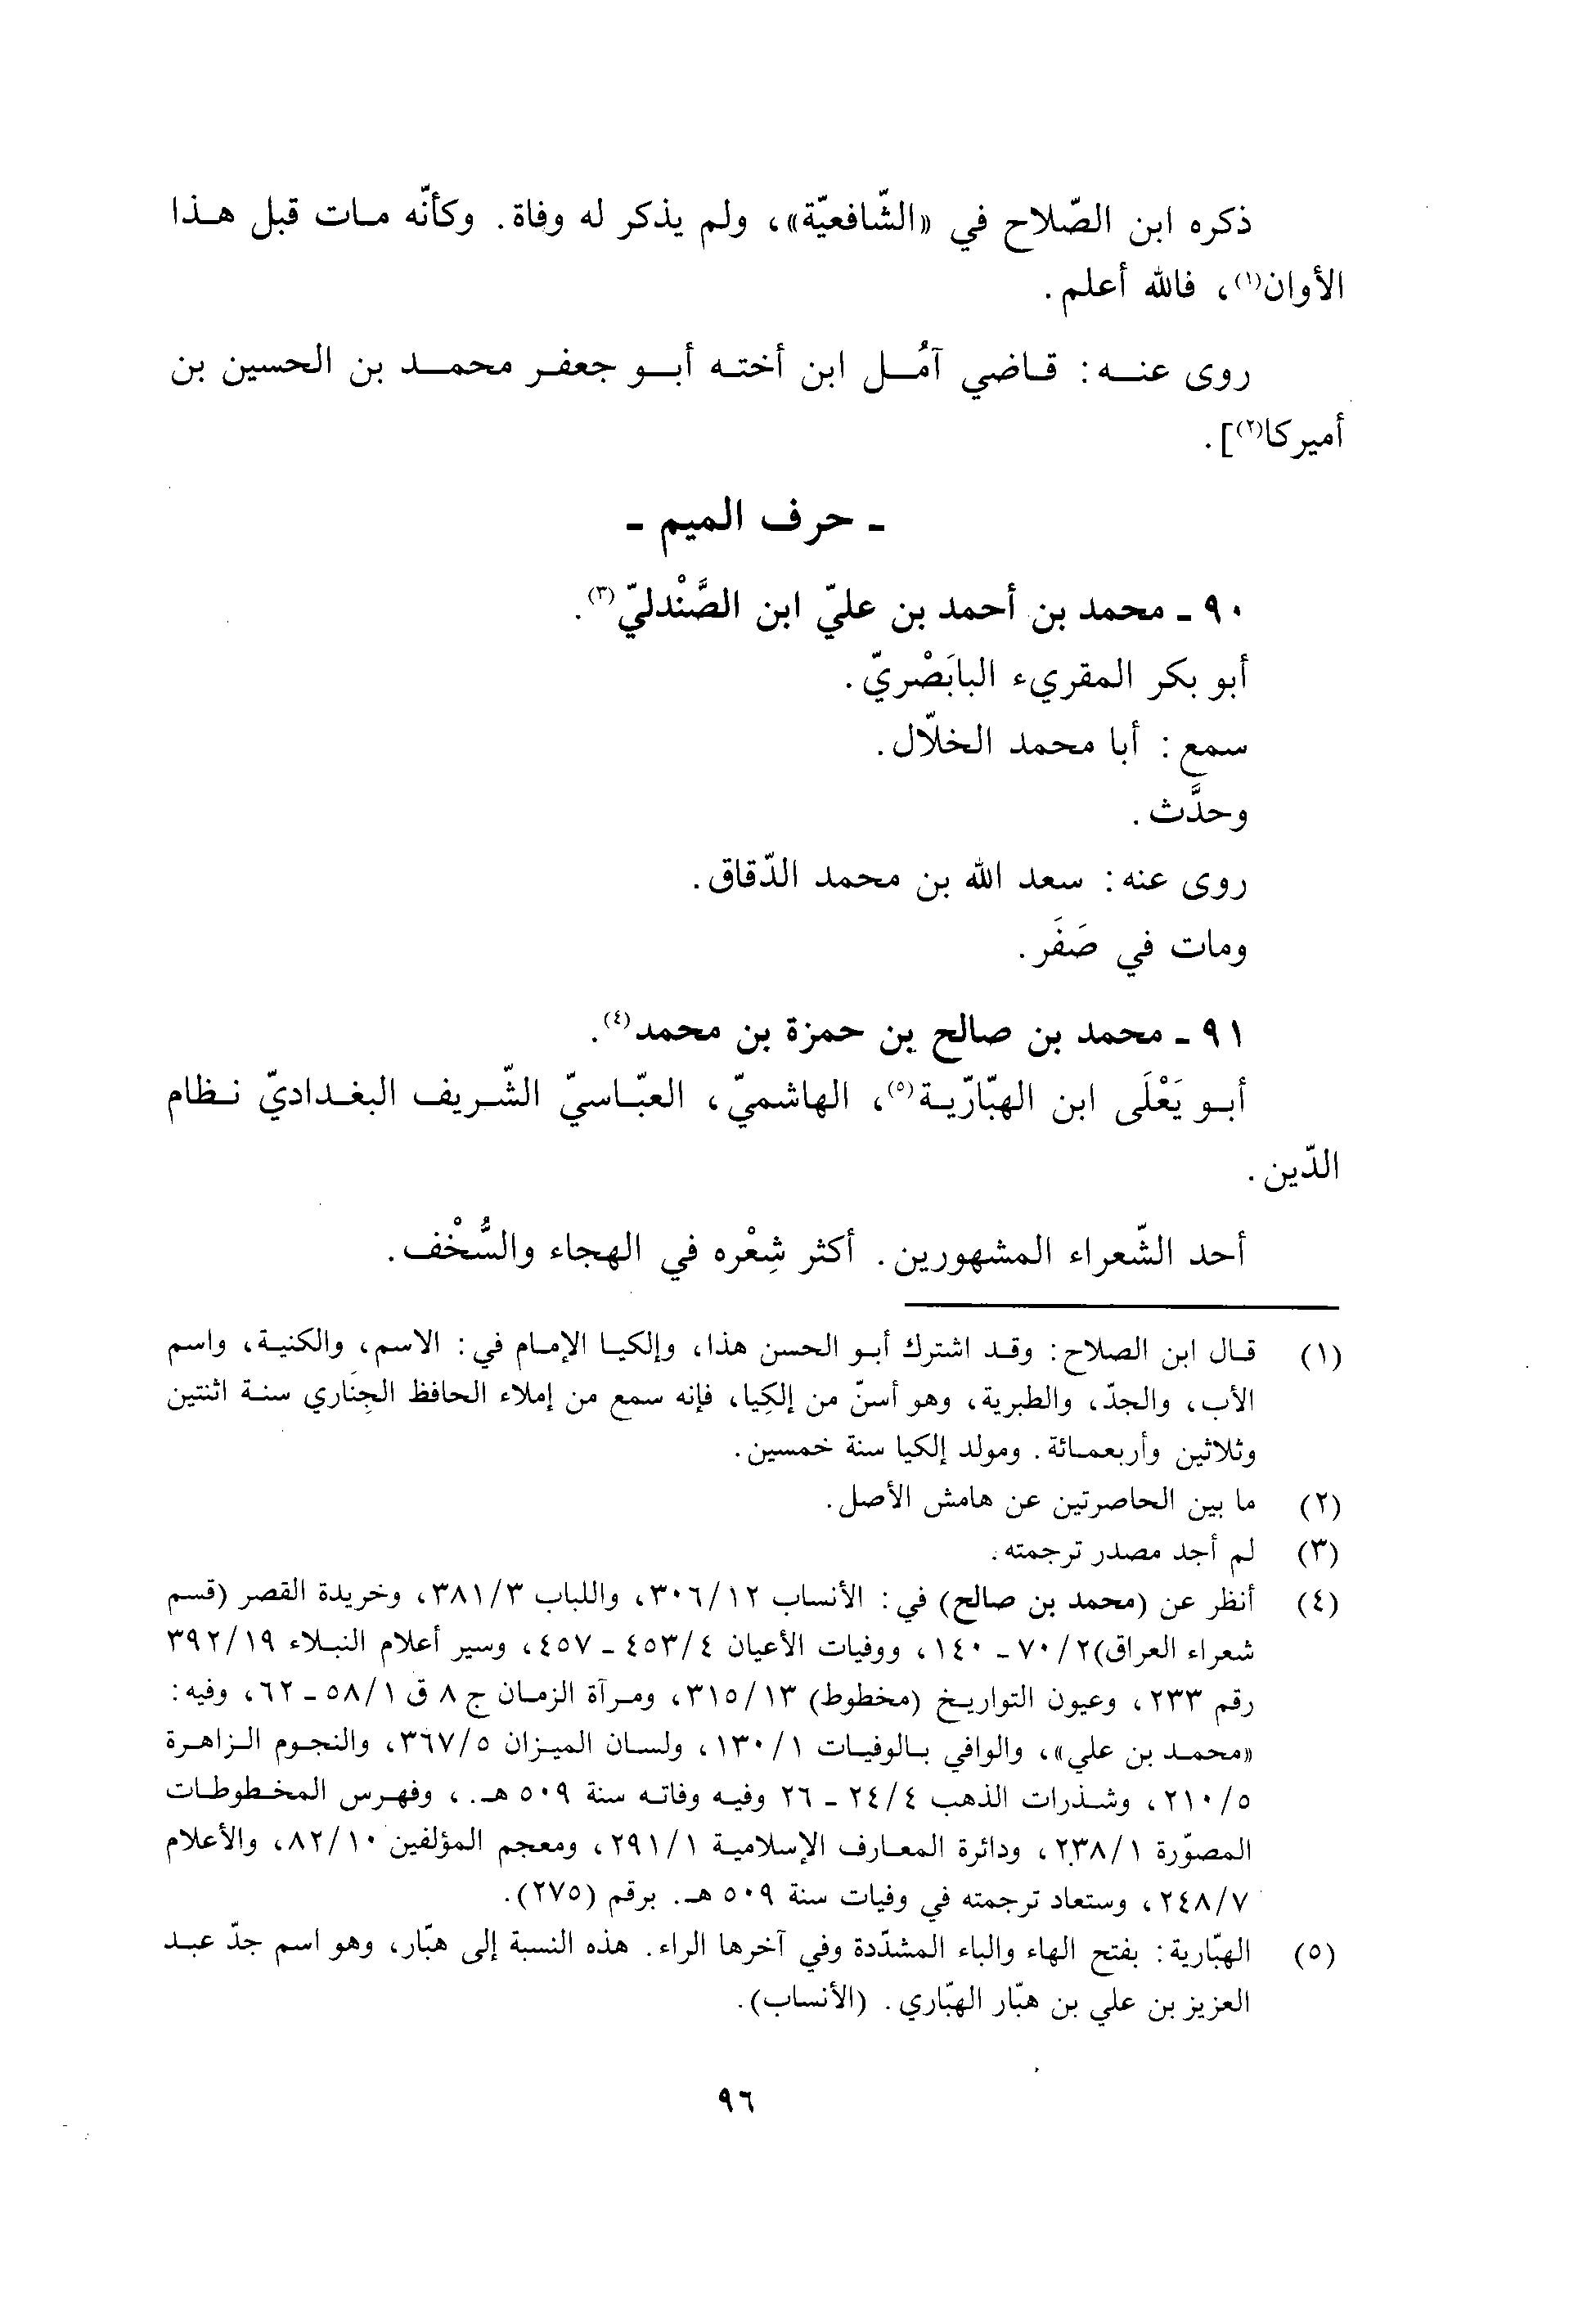 ذكره ابن الصّلاح في «الشّافعيّة»، ولم يذكر له وفاة. وكأنّه مات قبل هذا
الأوان(١)، فالله أعلم.
روى عنه: قاضي آمُل ابن أخته أبو جعفر محمد بن الحسين بن
أميركا(٢)].
ـ حرف الميم ـ
٩٠ ـ محمد بن أحمد بن عليّ ابن الصَّنْدليّ(٣).
أبو بكر المقريء البابَصْريّ.
سمع: أبا محمد الخلّال.
وحدَّث.
روى عنه: سعد الله بن محمد الدّقاق.
ومات في صَفَر.
٩١ ـ محمد بن صالح بن حمزة بن محمد(٤).
أبو يَعْلَى ابن الهبّاريّة(٥)، الهاشميّ، العبّاسيّ الشّريف البغداديّ نظام
الدّين.
أحد الشّعراء المشهورين. أكثر شِعْره في الهجاء والسُّخْف.
(١) قال ابن الصلاح: وقد اشترك أبو الحسن هذا، وإلكيا الإمام في: الاسم، والكنية، واسم
الأب، والجدّ، والطبرية، وهو أسنّ من إلكِيا، فإنه سمع من إملاء الحافظ الجِنَاري سنة اثنتين
وثلاثين وأربعمائة. ومولد إلكيا سنة خمسين.
(٢) ما بين الحاصرتين عن هامش الأصل.
(٣) لم أجد مصدر ترجمته.
(٤) أنظر عن (محمد بن صالح) في: الأنساب ٣٠٦/١٢، واللباب ٣٨١/٣، وخريدة القصر (قسم
شعراء العراق)٧٠/٢ ـ ١٤٠، ووفيات الأعيان ٤٥٣/٤ ـ ٤٥٧، وسير أعلام النبلاء ٣٩٢/١٩
رقم ٢٣٣، وعيون التواريخ (مخطوط) ٣١٥/١٣، ومرآة الزمان ج ٨ ق ٥٨/١ ـ ٦٢، وفيه:
«محمد بن علي»، والوافي بالوفيات ١٣٠/١، ولسان الميزان ٣٦٧/٥، والنجوم الزاهرة
٢١٠/٥، وشذرات الذهب ٢٤/٤ ـ ٢٦ وفيه وفاته سنة ٥٠٩ هـ.، وفهرس المخطوطات
المصوّرة ٢٣٨/١، ودائرة المعارف الإسلامية ٢٩١/١، ومعجم المؤلفين ٨٢/١٠، والأعلام
٢٤٨/٧، وستعاد ترجمته في وفيات سنة ٥٠٩ هـ. برقم (٢٧٥).
(٥) الهبّارية: بفتح الهاء والباء المشدّدة وفي آخرها الراء. هذه النسبة إلى هبّار، وهو اسم جدّ عبد
العزيز بن علي بن هبّار الهبّاري. (الأنساب).
٩٦